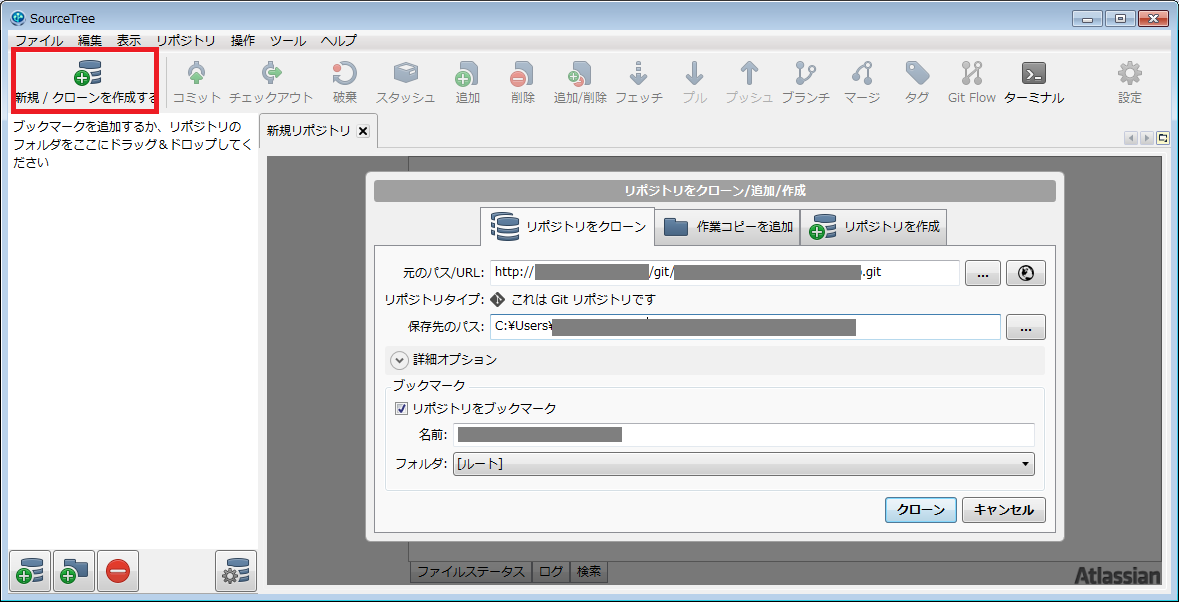 SourceTree
ファイル 編集 表示 リポジトリ 操作 ツール ヘルプ
新規 / クローンを作成する コミット チェックアウト 破棄 スタッシュ 追加 削除 追加/削除 フェッチ プル プッシュ ブランチ マージ タグ Git Flow ターミナル 設定
ブックマークを追加するか、リポジトリの
フォルダをここにドラッグ＆ドロップしてく
ださい
新規リポジトリ
リポジトリをクローン/追加/作成
リポジトリをクローン 作業コピーを追加 リポジトリを作成
元のパス/URL: http:// /git/ .git ...
リポジトリタイプ: これは Git リポジトリです
保存先のパス: C:¥Users¥ ...
詳細オプション
ブックマーク
リポジトリをブックマーク
名前:
フォルダ: [ルート]
クローン キャンセル
ファイルステータス ログ 検索
Atlassian